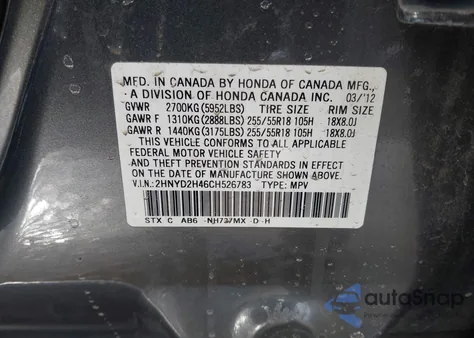 MFD. IN CANADA BY HONDA OF CANADA MFG.,
A DIVISION OF HONDA CANADA INC. 03/'12
GVWR 2700KG(5952LBS) TIRE SIZE RIM SIZE
GAWR F 1310KG(2888LBS) 255/55R18 105H 18X8.0J
GAWR R 1440KG(3175LBS) 255/55R18 105H 18X8.0J
THIS VEHICLE CONFORMS TO ALL APPLICABLE
FEDERAL MOTOR VEHICLE SAFETY
AND THEFT PREVENTION STANDARDS IN EFFECT
ON THE DATE OF MANUFACTURE SHOWN ABOVE.
V.I.N.: 2HNYD2H46CH526783 TYPE: MPV
STX C AB6 -NH737MX -D -H
autoSnap